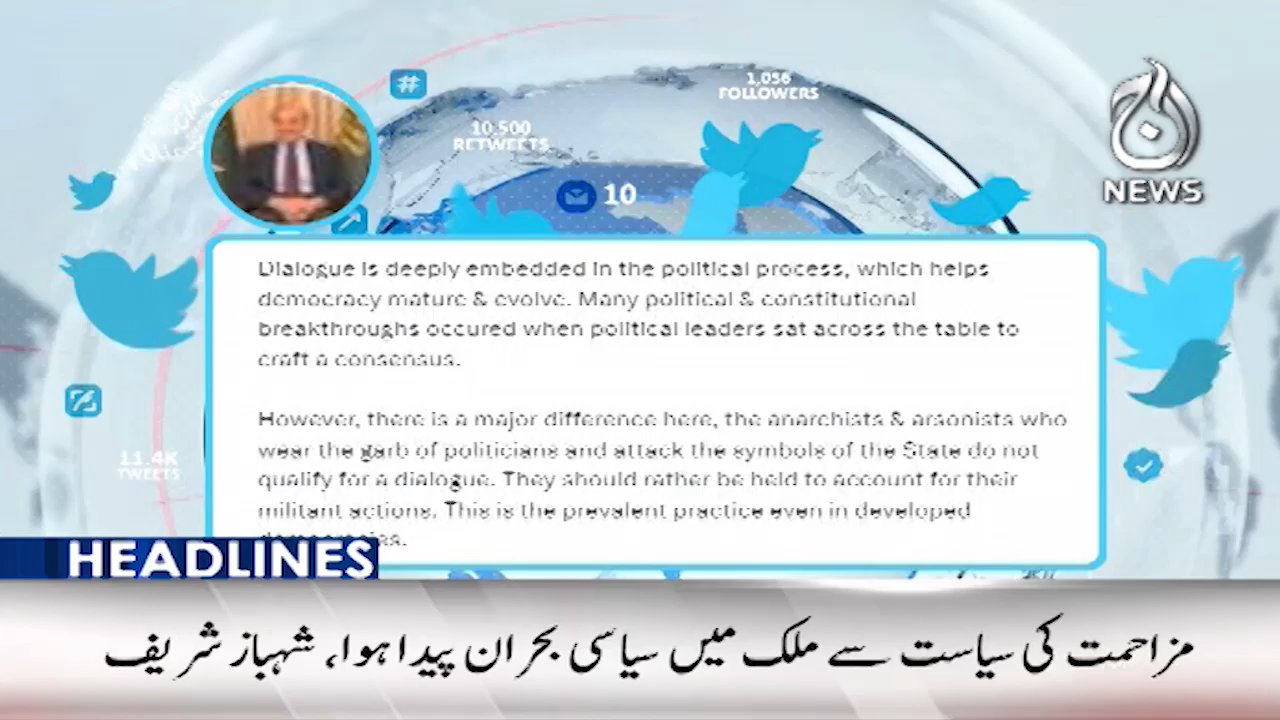 #
1,056
FOLLOWERS
10,500
RETWEETS
10
آج
NEWS
Dialogue is deeply embedded in the political process, which helps
democracy mature & evolve. Many political & constitutional
breakthroughs occured when political leaders sat across the table to
craft a consensus.
However, there is a major difference here, the anarchists & arsonists who
wear the garb of politicians and attack the symbols of the State do not
qualify for a dialogue. They should rather be held to account for their
militant actions. This is the prevalent practice even in developed
democracies.
11.4K
TWEETS
HEADLINES
مزاحمت کی سیاست سے ملک میں سیاسی بحران پیدا ہوا، شہباز شریف